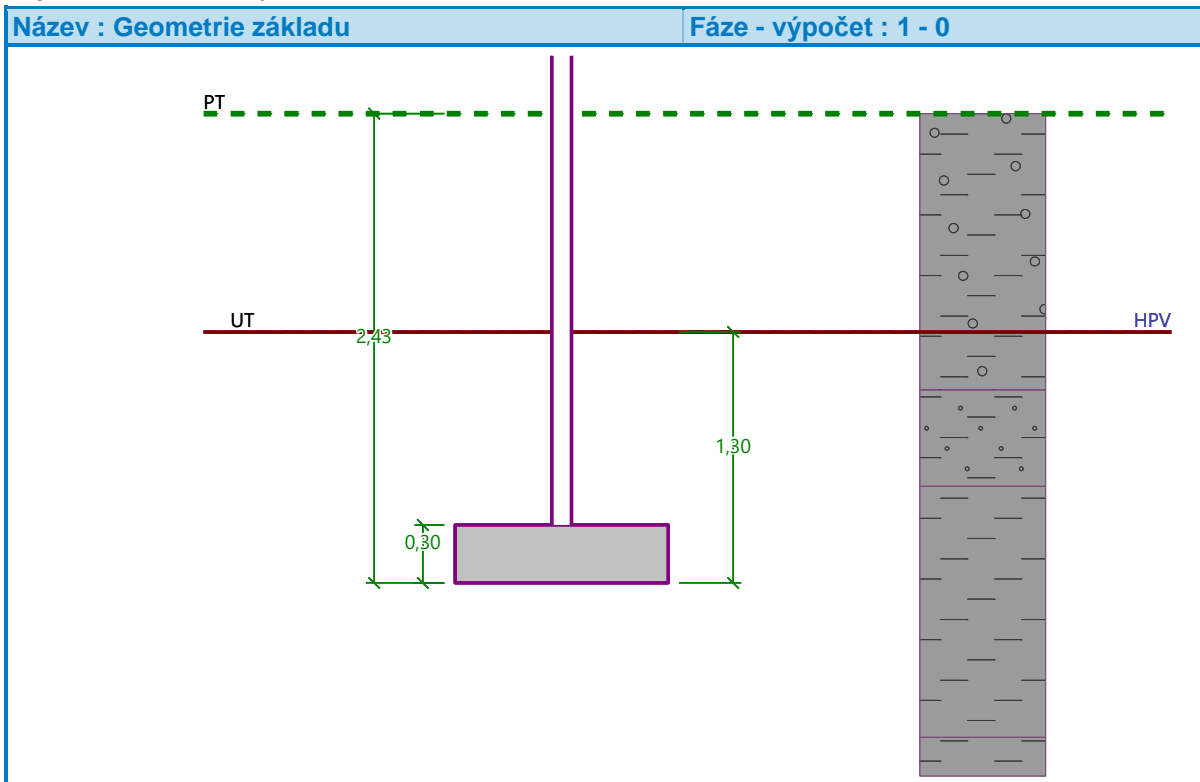 Název : Geometrie základu
Fáze - výpočet : 1 - 0
PT
UT
2,43
HPV
1,30
0,30